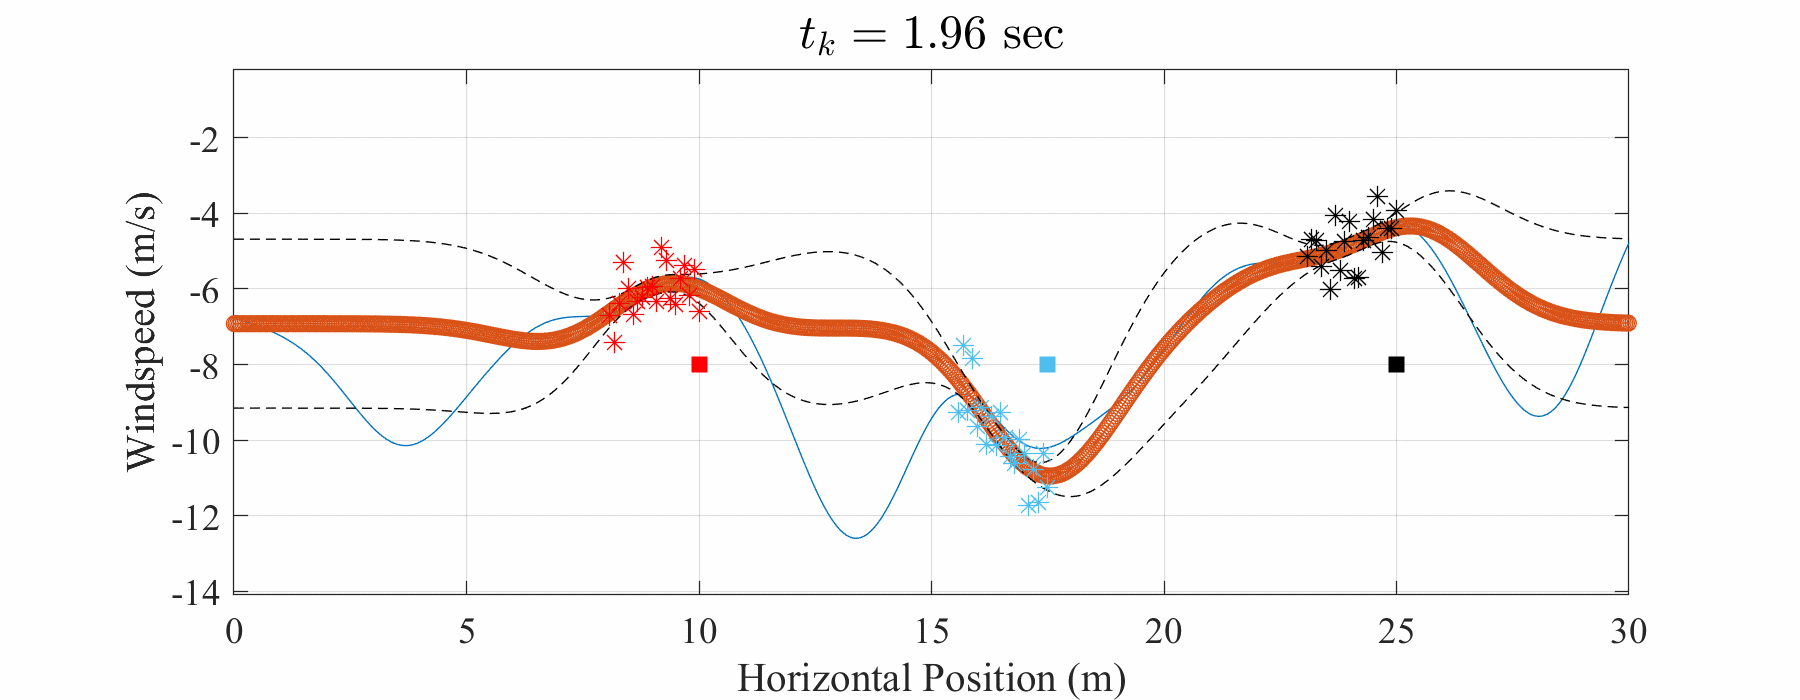 t_k = 1.96 sec
Windspeed (m/s)
-2
-4
-6
-8
-10
-12
-14
0 5 10 15 20 25 30
Horizontal Position (m)